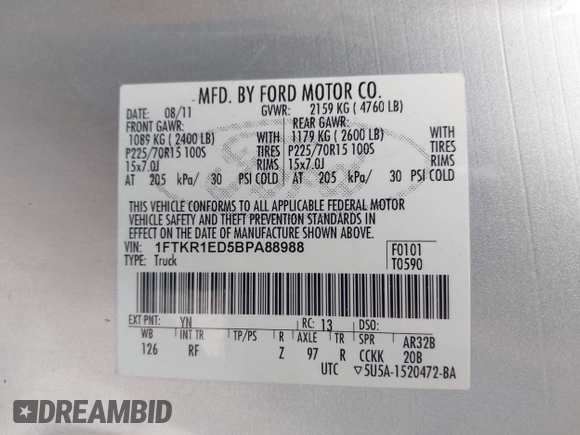 MFD. BY FORD MOTOR CO.
DATE: 08/11 GVWR: 2159 KG ( 4760 LB)
FRONT GAWR: REAR GAWR:
1089 KG ( 2400 LB) 1179 KG ( 2600 LB)
P225/70R15 100S TIRES P225/70R15 100S
15x7.0J RIMS 15x7.0J
AT 205 kPa/ 30 PSI COLD AT 205 kPa/ 30 PSI COLD
THIS VEHICLE CONFORMS TO ALL APPLICABLE FEDERAL MOTOR
VEHICLE SAFETY AND THEFT PREVENTION STANDARDS IN
EFFECT ON THE DATE OF MANUFACTURE SHOWN ABOVE.
VIN: 1FTKR1ED5BPA88988 F0101
TYPE: Truck T0590
EXT PNT: YN RC: 13 DSO:
WB INT TR TP/PS R AXLE TR SPR AR32B
126 RF Z 97 R CCKK 20B
UTC ▽5U5A-1520472-BA
DREAMBID